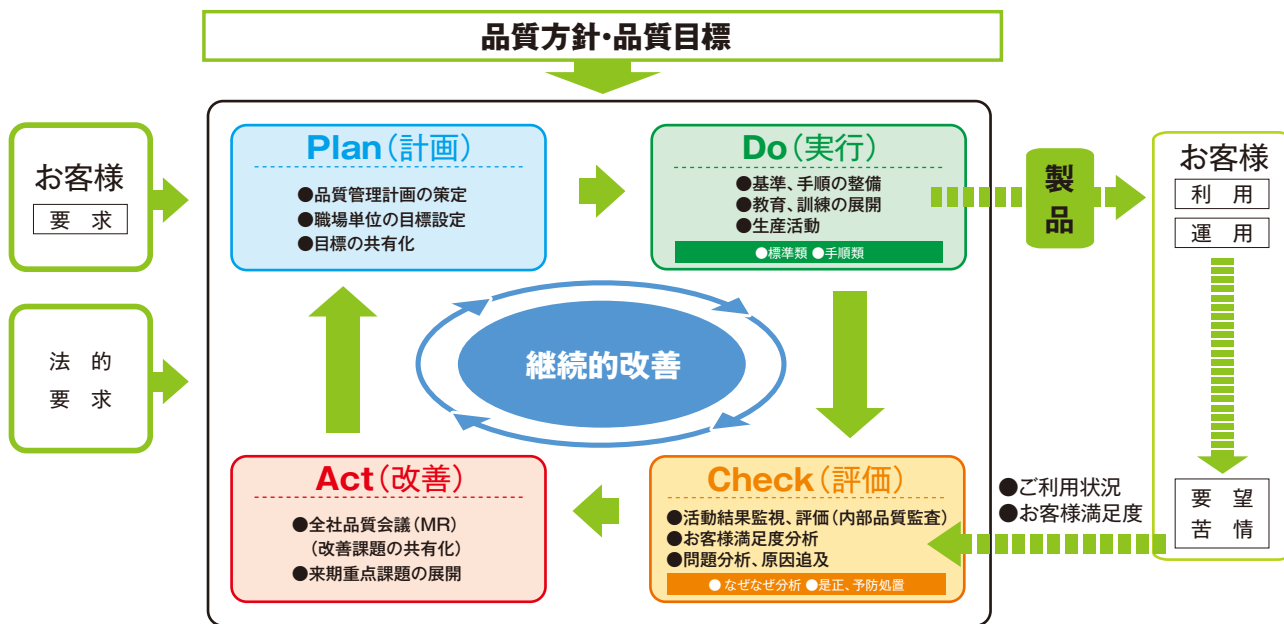 品質方針・品質目標
お客様
要 求
法 的
要 求
Plan(計画)
●品質管理計画の策定
●職場単位の目標設定
●目標の共有化
Do(実行)
●基準、手順の整備
●教育、訓練の展開
●生産活動
●標準類 ●手順類
継続的改善
Act(改善)
●全社品質会議(MR)
(改善課題の共有化)
●来期重点課題の展開
Check(評価)
●活動結果監視、評価(内部品質監査)
●お客様満足度分析
●問題分析、原因追及
● なぜなぜ分析 ●是正、予防処置
製
品
お客様
利 用
運 用
●ご利用状況
●お客様満足度
要 望
苦 情